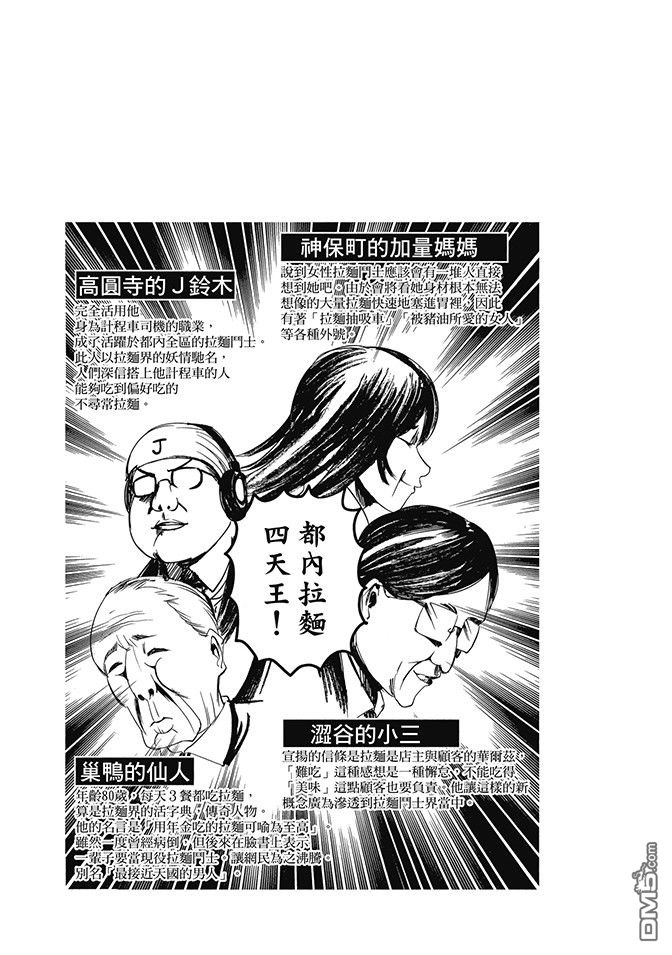 神保町的加量媽媽
說到女性拉麵鬥士應該會有一堆人直接
想到她吧。由於會將看她身材根本無法
想像的大量拉麵快速地塞進胃裡，因此
有著「拉麵抽吸車」「被豬油所愛的女人」
等各種外號。
高圓寺的J鈴木
完全活用他
身為計程車司機的職業，
成了活躍於都內全區的拉麵鬥士。
此人以拉麵界的妖情馳名，
人們深信搭上他計程車的人
能夠吃到偏好吃的
不尋常拉麵。
J
都內拉麵
四天王！
澀谷的小三
宣揚的信條是拉麵是店主與顧客的華爾茲，
「難吃」這種感想是一種懈怠，不能吃得
「美味」這點顧客也要負責，他讓這樣的新
概念廣為滲透到拉麵鬥士界當中。
巢鴨的仙人
年齡80歲，每天3餐都吃拉麵，
算是拉麵界的活字典，傳奇人物。
他的名言是「用年金吃的拉麵可喻為至高」。
雖然一度曾經病倒，但後來在臉書上表示
一輩子要當現役拉麵鬥士，讓網民為之沸騰。
別名「最接近天國的男人」。
DM5.com